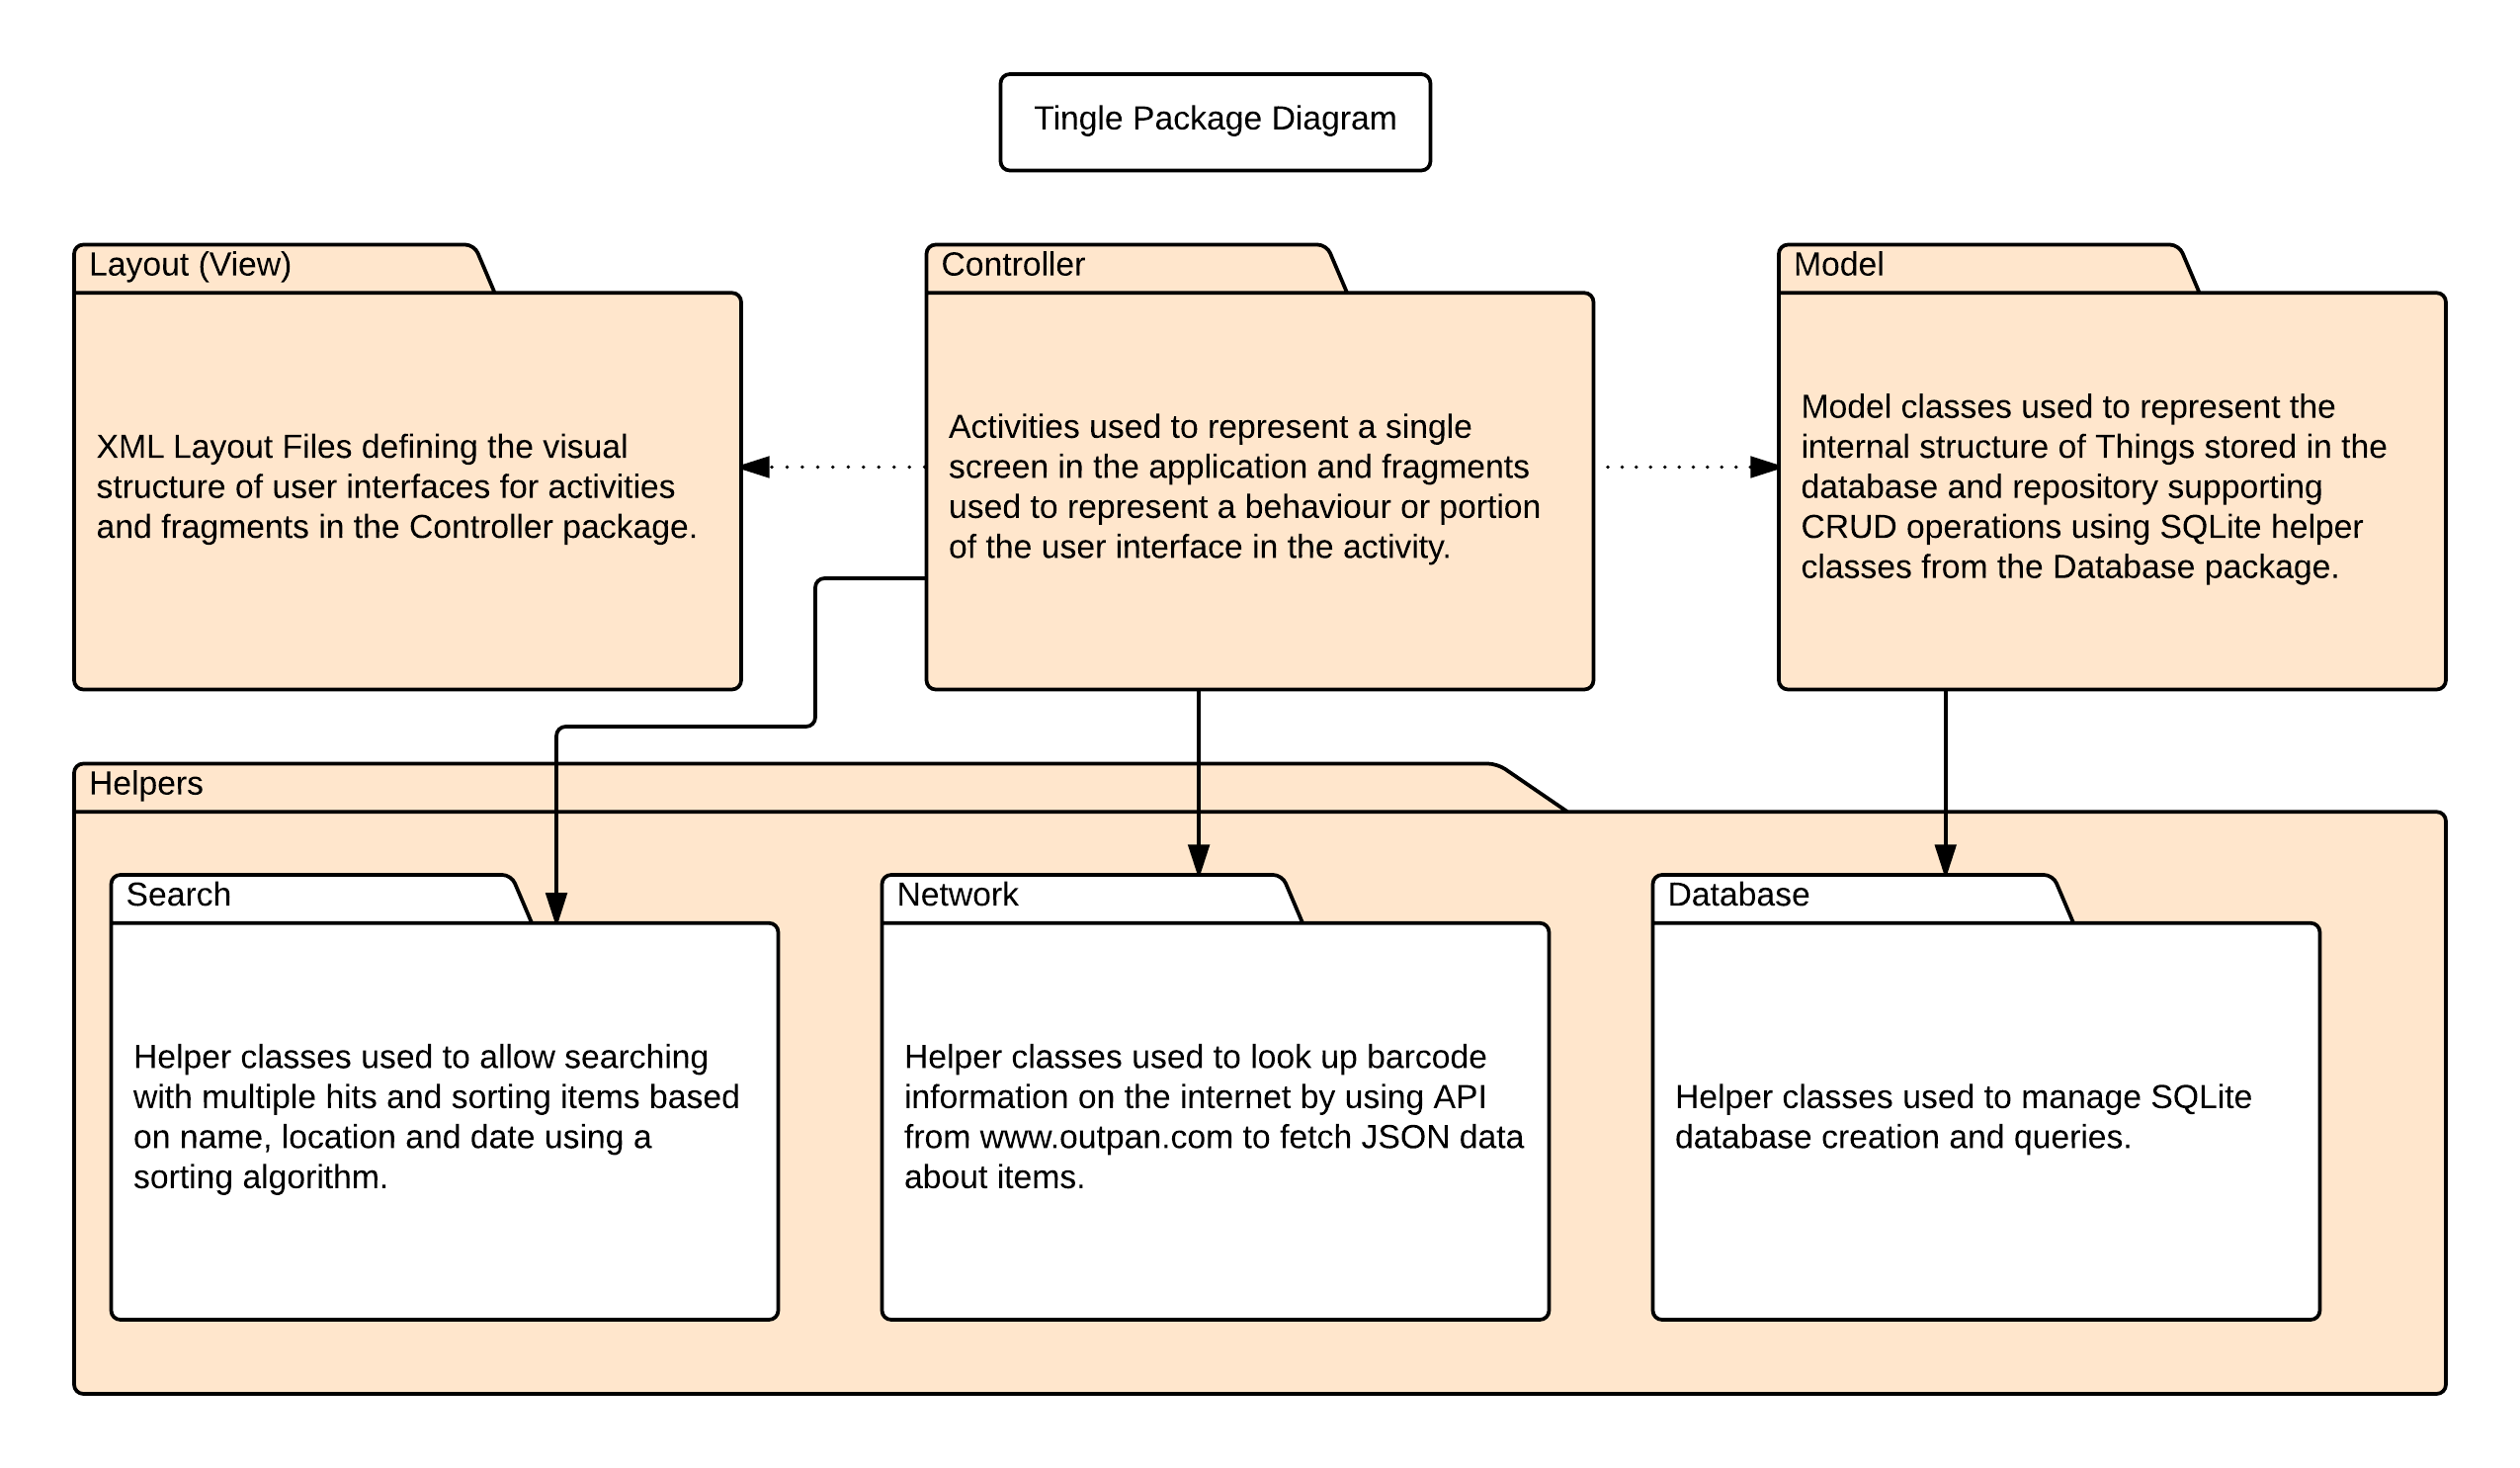 Tingle Package Diagram
Layout (View)
XML Layout Files defining the visual
structure of user interfaces for activities
and fragments in the Controller package.
Controller
Activities used to represent a single
screen in the application and fragments
used to represent a behaviour or portion
of the user interface in the activity.
Model
Model classes used to represent the
internal structure of Things stored in the
database and repository supporting
CRUD operations using SQLite helper
classes from the Database package.
Helpers
Search
Helper classes used to allow searching
with multiple hits and sorting items based
on name, location and date using a
sorting algorithm.
Network
Helper classes used to look up barcode
information on the internet by using API
from www.outpan.com to fetch JSON data
about items.
Database
Helper classes used to manage SQLite
database creation and queries.